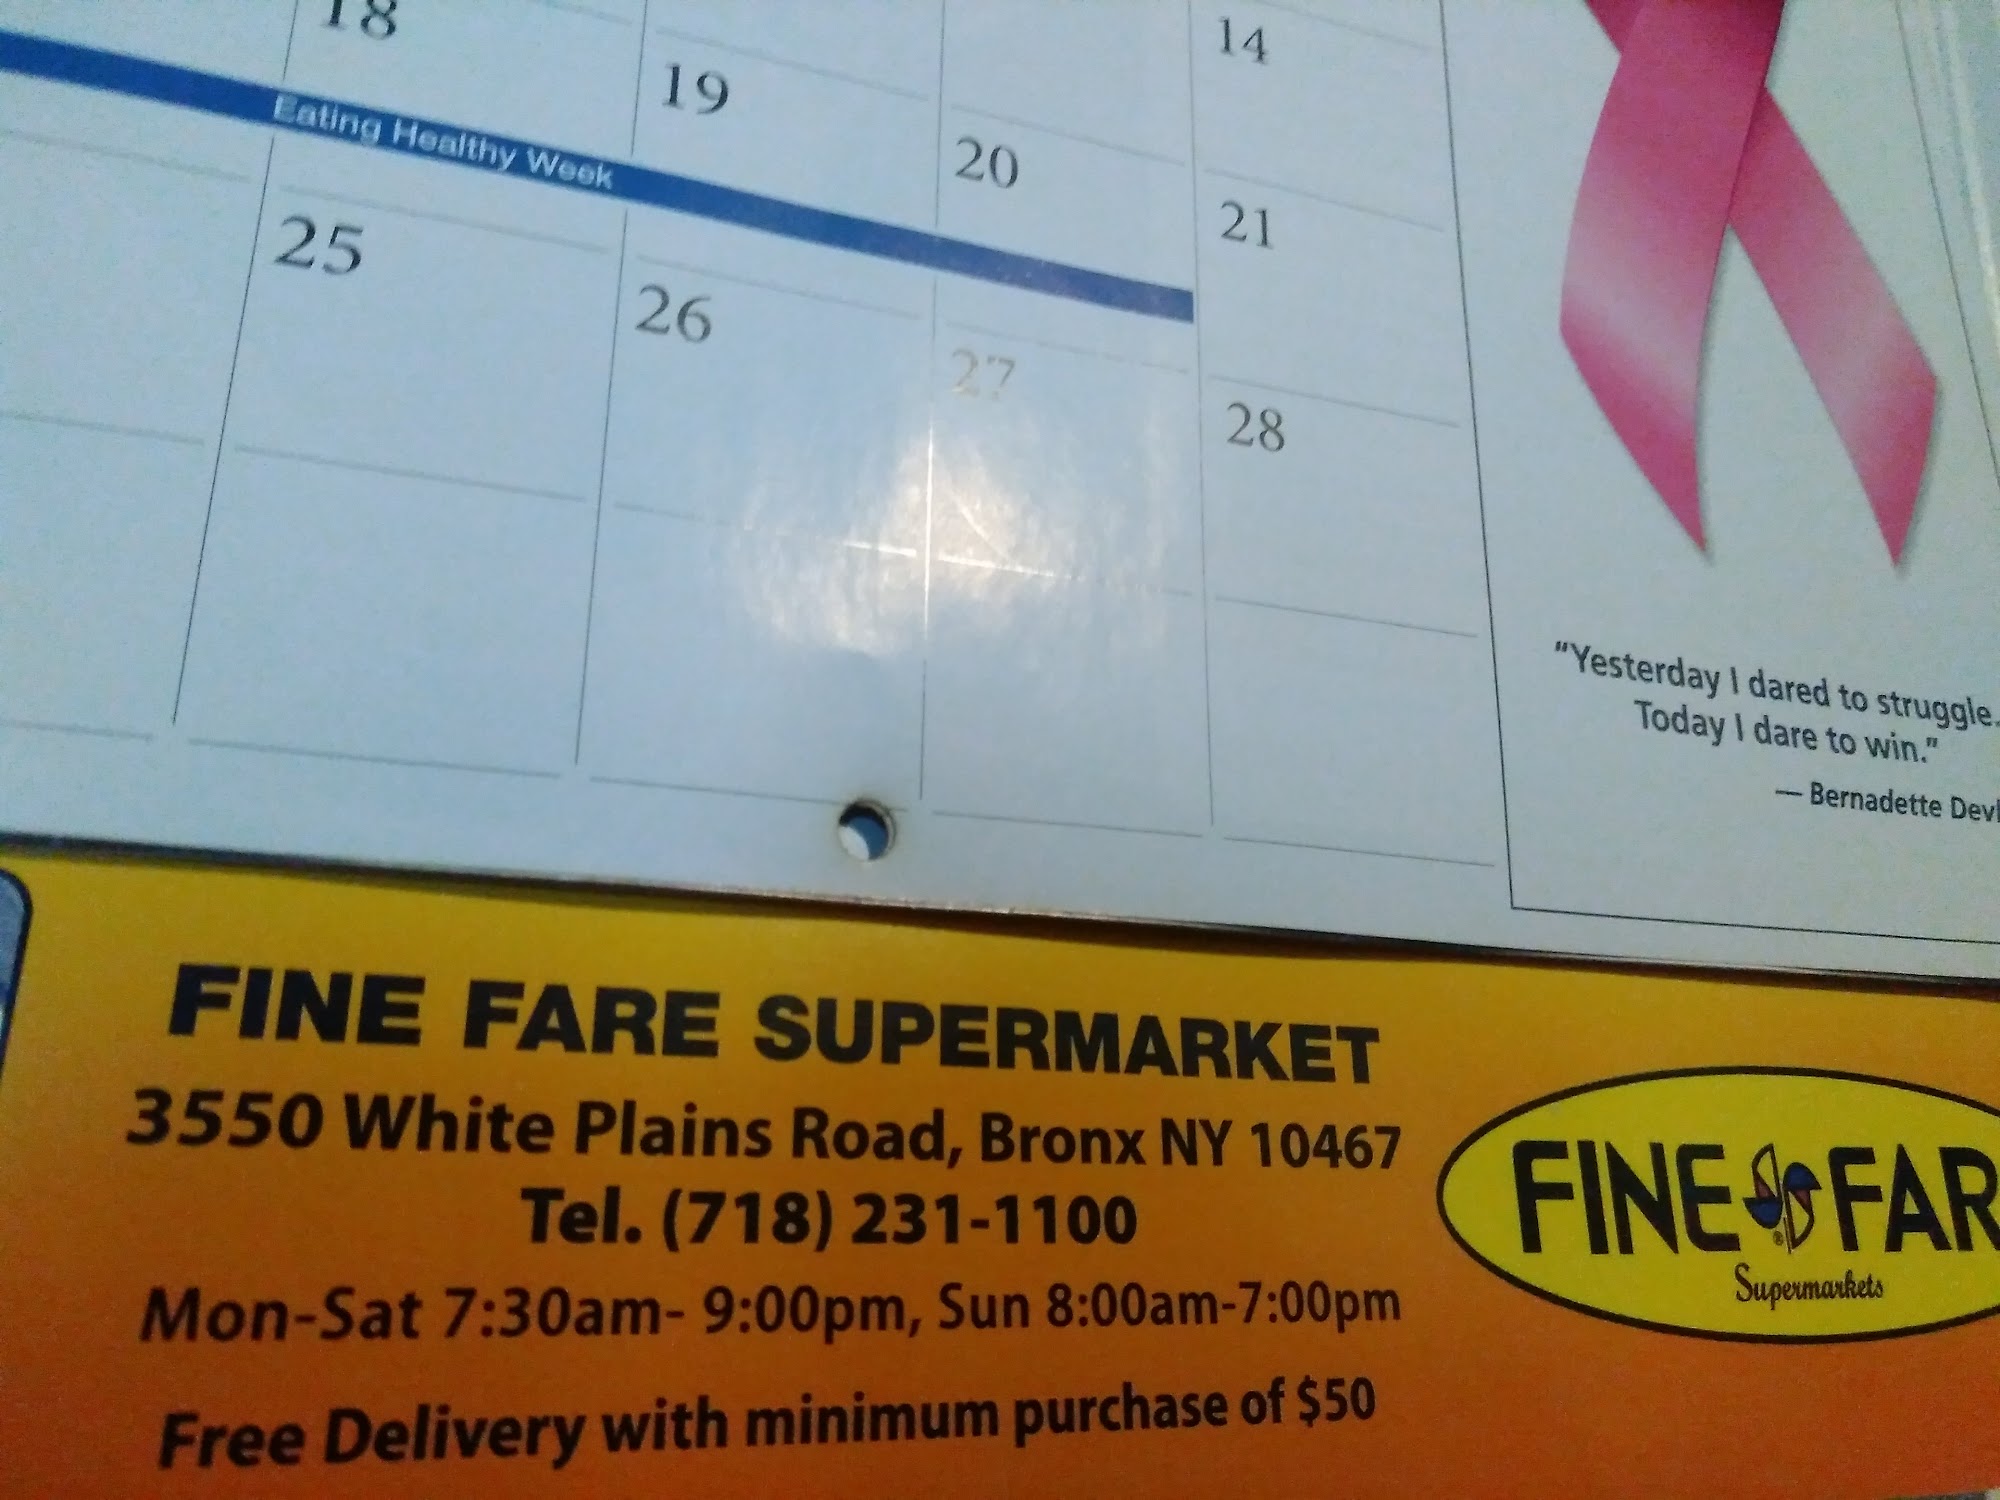 14
18
19
20
21
Eating Healthy Week
25
26
27
28
"Yesterday I dared to struggle.
Today I dare to win."
— Bernadette
FINE FARE SUPERMARKET
3550 White Plains Road, Bronx NY 10467
Tel. (718) 231-1100
Mon-Sat 7:30am- 9:00pm, Sun 8:00am-7:00pm
Free Delivery with minimum purchase of $50
FINE FAR
Supermarkets